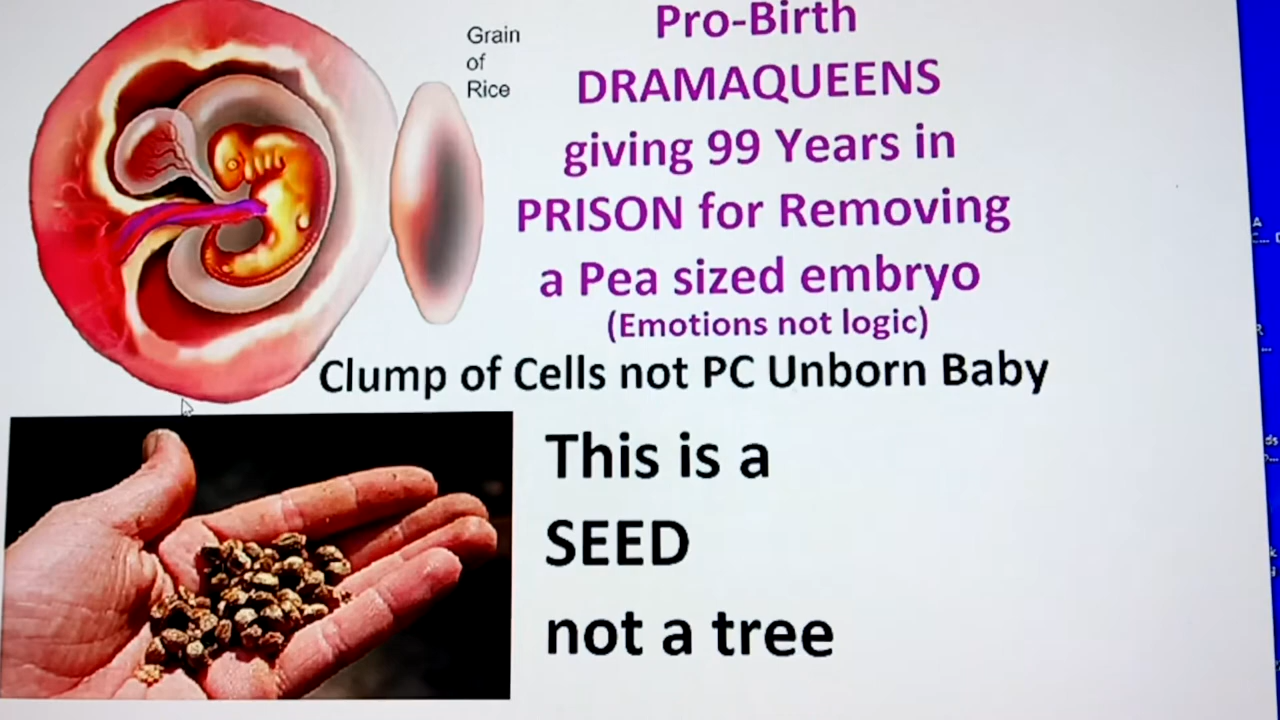 Grain
of
Rice
Pro-Birth
DRAMAQUEENS
giving 99 Years in
PRISON for Removing
a Pea sized embryo
(Emotions not logic)
Clump of Cells not PC Unborn Baby
This is a
SEED
not a tree